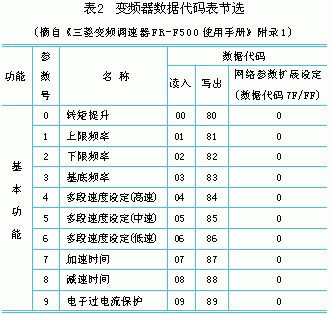 表2 变频器数据代码表节选
(摘自《三菱变频调速器FR-F500使用手册》附录1)
功能 参数号 名 称 数据代码
读入 写出 网络参数扩展设定(数据代码7F/FF)
基本功能
0 转矩提升 00 80 0
1 上限频率 01 81 0
2 下限频率 02 82 0
3 基底频率 03 83 0
4 多段速度设定(高速) 04 84 0
5 多段速度设定(中速) 05 85 0
6 多段速度设定(低速) 06 86 0
7 加速时间 07 87 0
8 减速时间 08 88 0
9 电子过电流保护 09 89 0